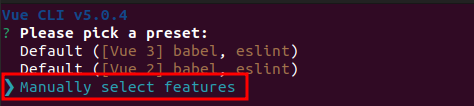 Vue CLI v5.0.4
? Please pick a preset:
Default ([Vue 3] babel, eslint)
Default ([Vue 2] babel, eslint)
❯ Manually select features